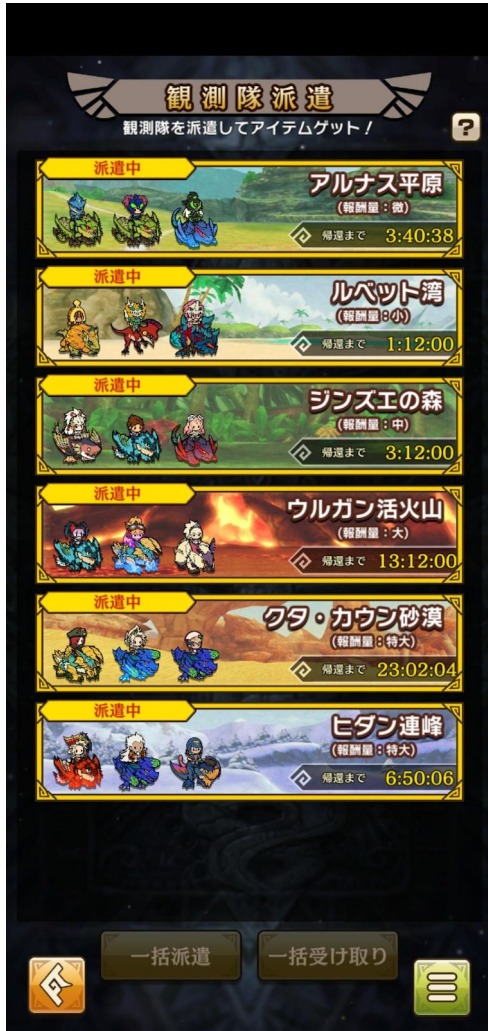 観測隊派遣
観測隊を派遣してアイテムゲット!
?
派遣中
アルナス平原
(報酬量:微)
帰還まで 3:40:38
派遣中
ルベット湾
(報酬量:小)
帰還まで 1:12:00
派遣中
ジンズエの森
(報酬量:中)
帰還まで 3:12:00
派遣中
ウルガン活火山
(報酬量:大)
帰還まで 13:12:00
派遣中
クタ・カウン砂漠
(報酬量:特大)
帰還まで 23:02:04
派遣中
ヒダン連峰
(報酬量:特大)
帰還まで 6:50:06
一括派遣 一括受け取り